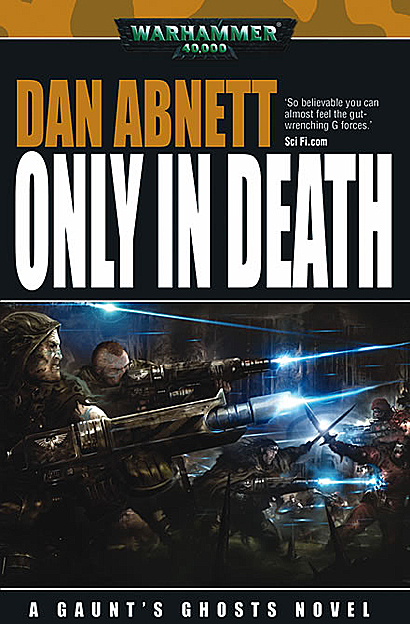 WARHAMMER®
40,000
DAN ABNETT
'So believable you can
almost feel the gut-
wrenching G forces.'
Sci Fi.com
ONLY IN DEATH
A GAUNT'S GHOSTS NOVEL